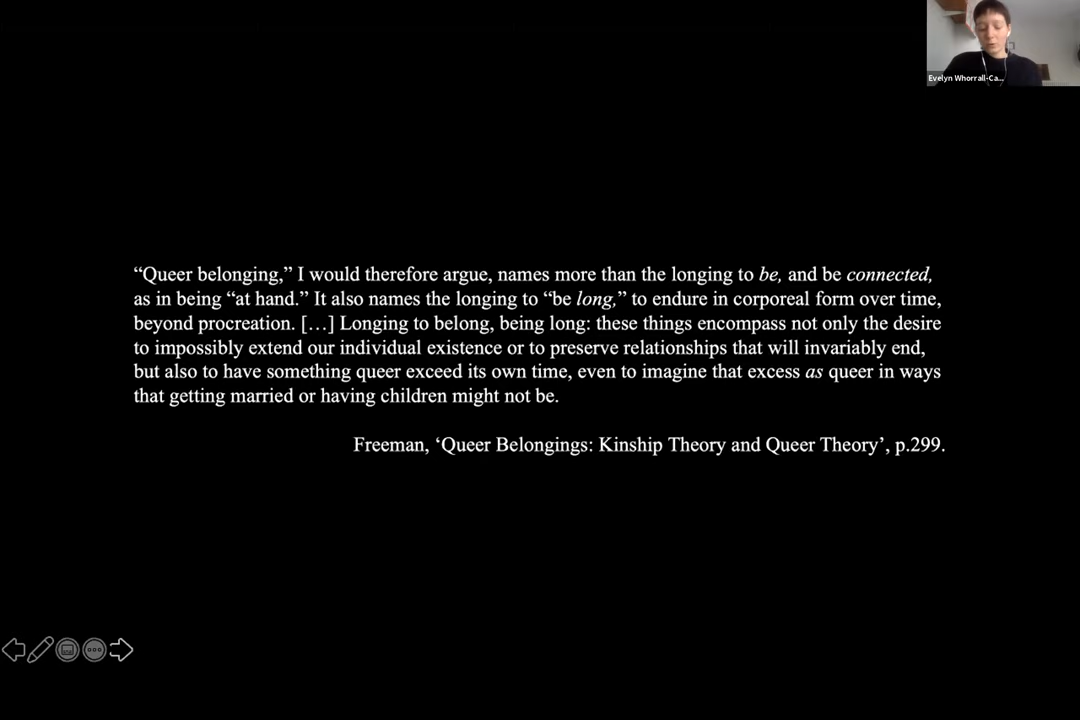 Evelyn Whorrall-Ca...
“Queer belonging,” I would therefore argue, names more than the longing to be, and be connected,
as in being “at hand.” It also names the longing to “be long,” to endure in corporeal form over time,
beyond procreation. […] Longing to belong, being long: these things encompass not only the desire
to impossibly extend our individual existence or to preserve relationships that will invariably end,
but also to have something queer exceed its own time, even to imagine that excess as queer in ways
that getting married or having children might not be.
Freeman, ‘Queer Belongings: Kinship Theory and Queer Theory’, p.299.